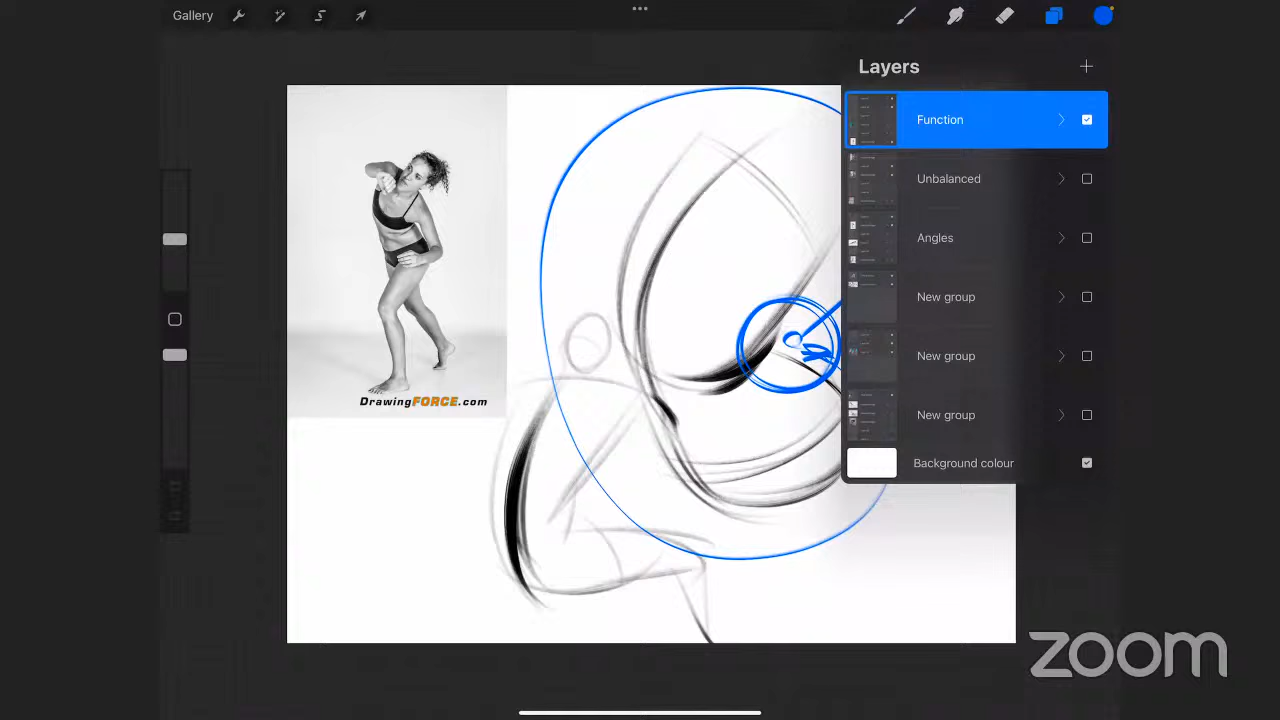 Gallery
Layers
Function
Unbalanced
Angles
New group
New group
New group
Background colour
DrawingFORCE.com
zoom